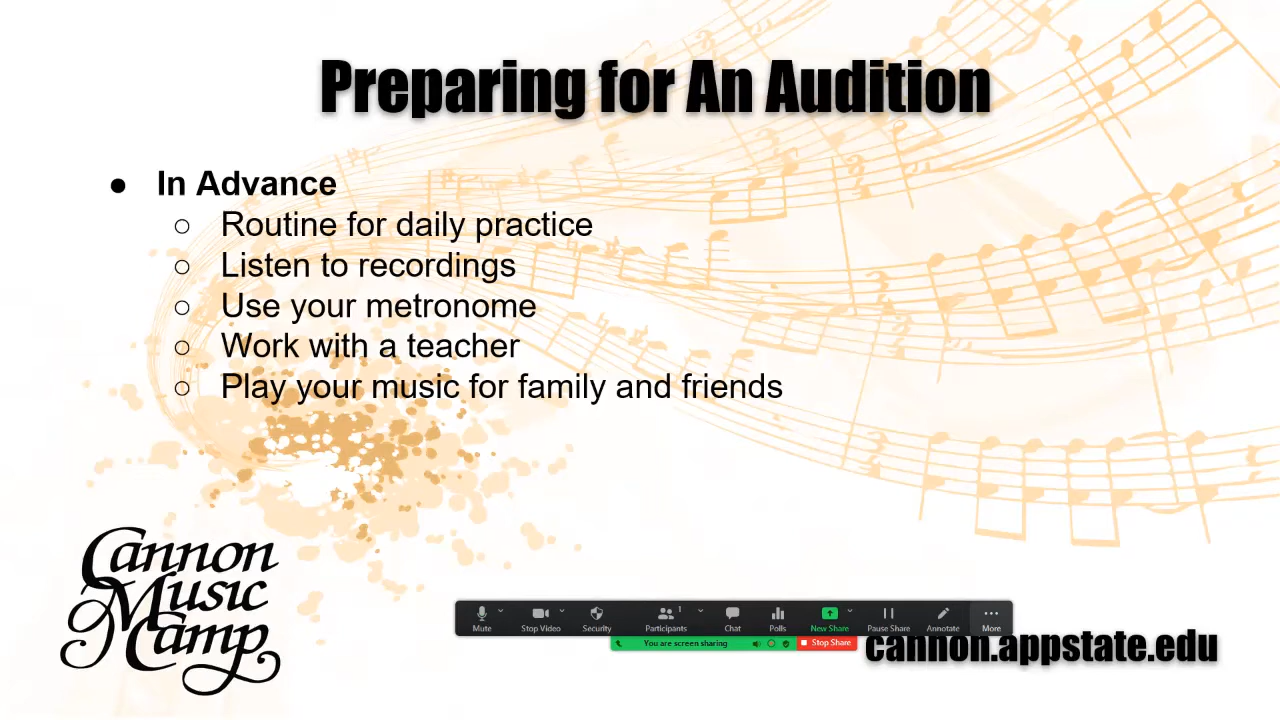 Preparing for An Audition
● In Advance
○ Routine for daily practice
○ Listen to recordings
○ Use your metronome
○ Work with a teacher
○ Play your music for family and friends
Cannon
Music
Camp
1
Mute Stop Video Security Participants Chat Polls New Share Pause Share Annotate More
You are screen sharing Stop Share
cannon.appstate.edu